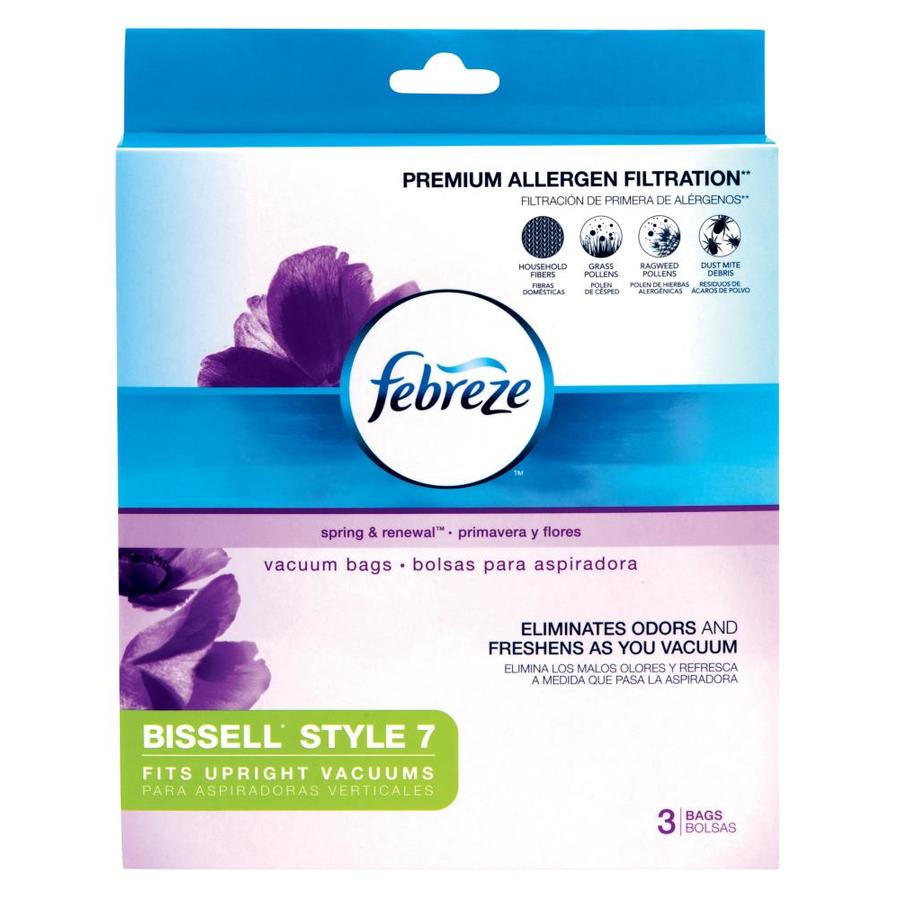 PREMIUM ALLERGEN FILTRATION**
FILTRACIÓN DE PRIMERA DE ALÉRGENOS**
HOUSEHOLD
FIBERS
FIBRAS
DOMÉSTICAS
GRASS
POLLENS
POLEN
DE CÉSPED
RAGWEED
POLLENS
POLEN DE HIERBAS
ALERGÉNICAS
DUST MITE
DEBRIS
RESIDUOS DE
ÁCAROS DE POLVO
febreze
TM
spring & renewal™ · primavera y flores
vacuum bags · bolsas para aspiradora
ELIMINATES ODORS AND
FRESHENS AS YOU VACUUM
ELIMINA LOS MALOS OLORES Y REFRESCA
A MEDIDA QUE PASA LA ASPIRADORA
BISSELL* STYLE 7
FITS UPRIGHT VACUUMS
PARA ASPIRADORAS VERTICALES
3 BAGS
BOLSAS